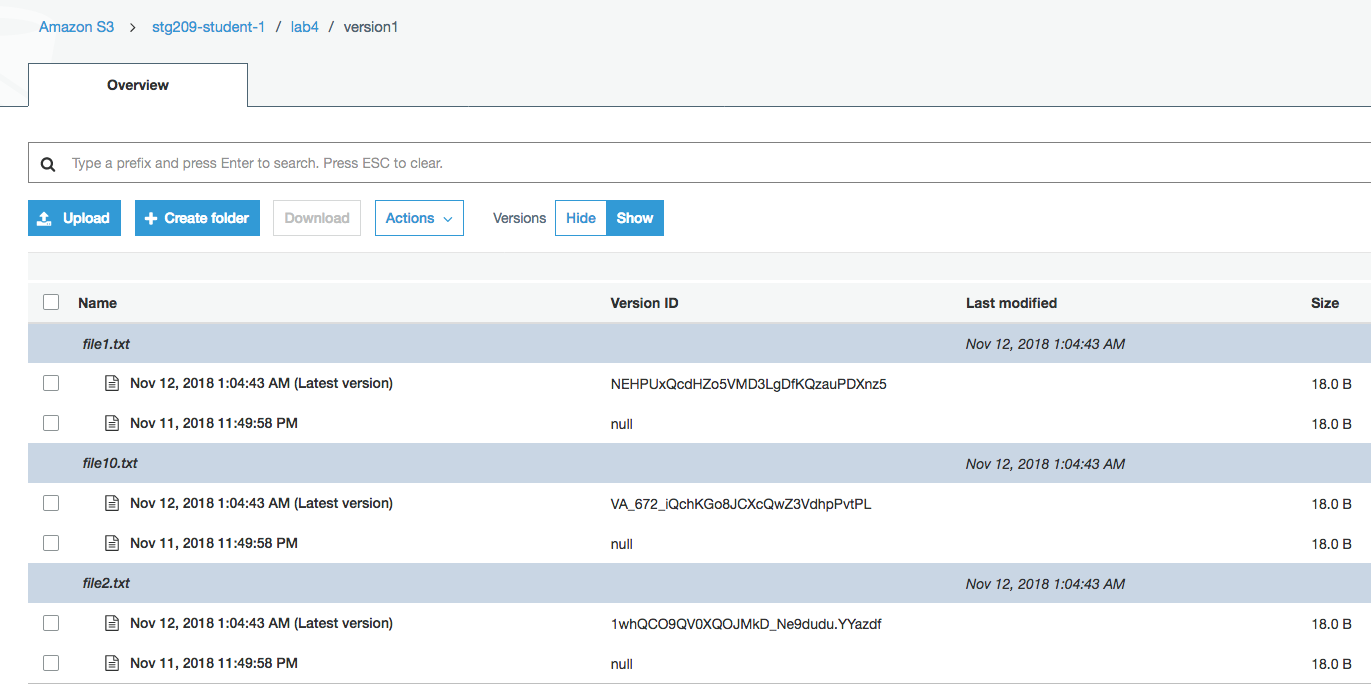 Amazon S3 > stg209-student-1 / lab4 / version1
Overview
Type a prefix and press Enter to search. Press ESC to clear.
Upload Create folder Download Actions Versions Hide Show
Name Version ID Last modified Size
file1.txt Nov 12, 2018 1:04:43 AM
Nov 12, 2018 1:04:43 AM (Latest version) NEHPUxQcdHZo5VMD3LgDfKQzauPDXnz5 18.0 B
Nov 11, 2018 11:49:58 PM null 18.0 B
file10.txt Nov 12, 2018 1:04:43 AM
Nov 12, 2018 1:04:43 AM (Latest version) VA_672_iQchKGo8JCXcQwZ3VdhpPvtPL 18.0 B
Nov 11, 2018 11:49:58 PM null 18.0 B
file2.txt Nov 12, 2018 1:04:43 AM
Nov 12, 2018 1:04:43 AM (Latest version) 1whQCO9QV0XQOJMkD_Ne9dudu.YYazdf 18.0 B
Nov 11, 2018 11:49:58 PM null 18.0 B